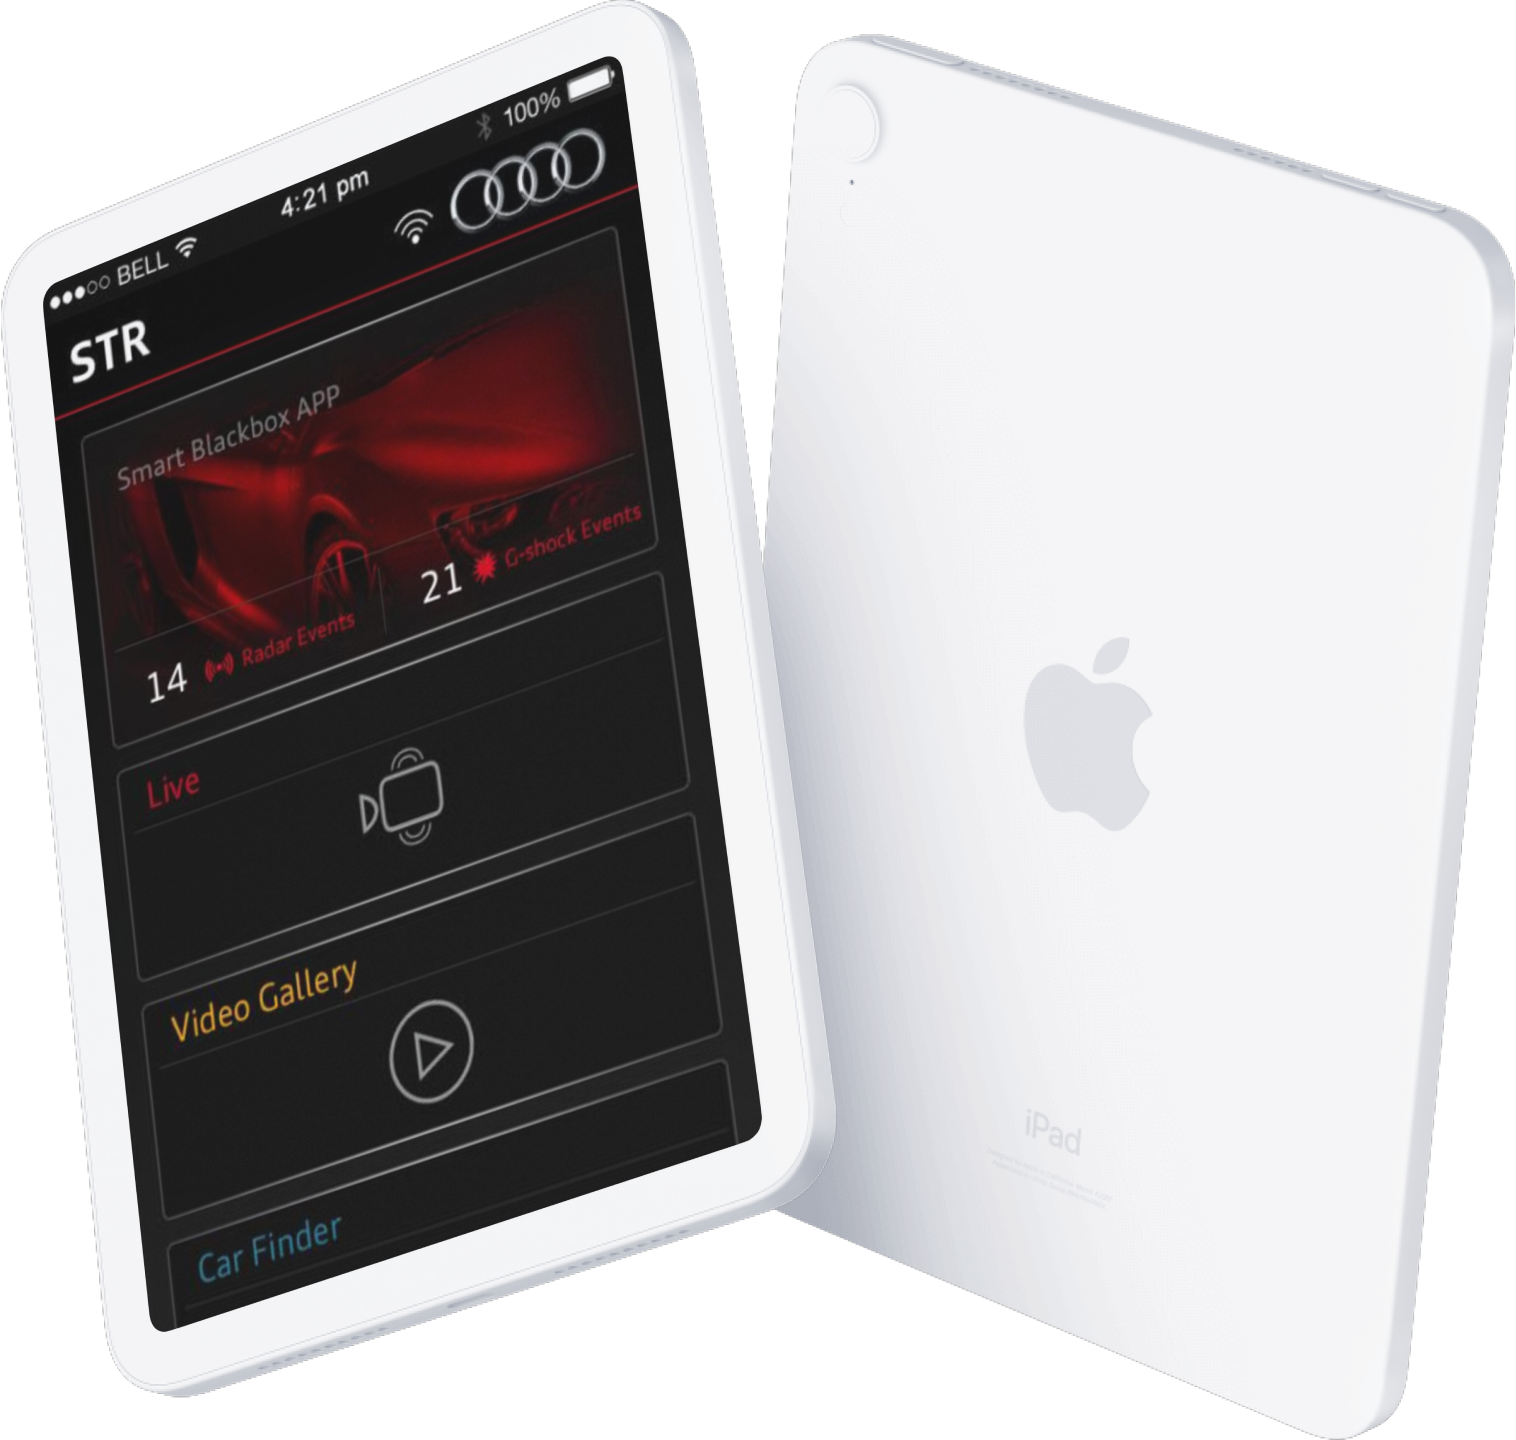 BELL
4:21 pm
100%
STR
Smart Blackbox APP
14 Radar Events
21 G-shock Events
Live
Video Gallery
Car Finder
iPad